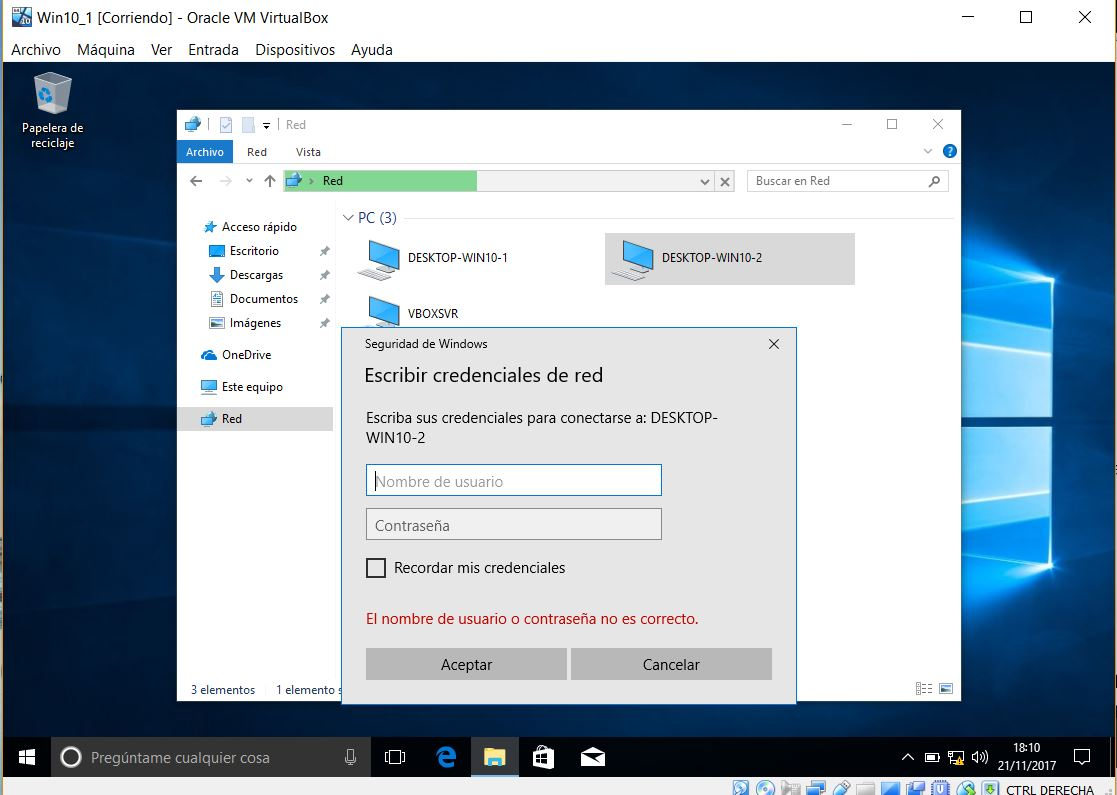 Win10_1 [Corriendo] - Oracle VM VirtualBox
Archivo Máquina Ver Entrada Dispositivos Ayuda
Papelera de
reciclaje
Red
Archivo Red Vista
Red
Buscar en Red
Acceso rápido
Escritorio
Descargas
Documentos
Imágenes
OneDrive
Este equipo
Red
PC (3)
DESKTOP-WIN10-1
DESKTOP-WIN10-2
VBOXSVR
Seguridad de Windows
Escribir credenciales de red
Escriba sus credenciales para conectarse a: DESKTOP-
WIN10-2
Nombre de usuario
Contraseña
Recordar mis credenciales
El nombre de usuario o contraseña no es correcto.
Aceptar Cancelar
3 elementos 1 elemento s
Pregúntame cualquier cosa
18:10
21/11/2017
CTRL DERECHA